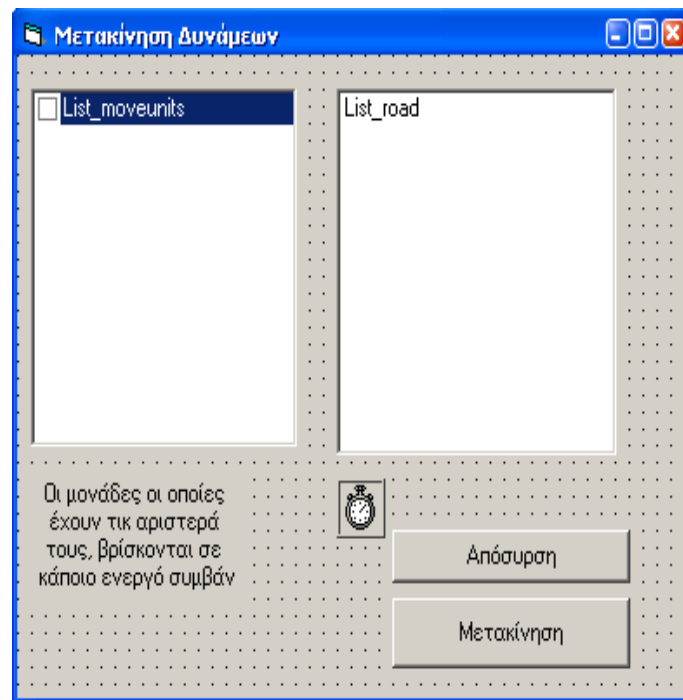 Μετακίνηση Δυνάμεων
List_moveunits
List_road
Οι μονάδες οι οποίες
έχουν τικ αριστερά
τους, βρίσκονται σε
κάποιο ενεργό συμβάν
Απόσυρση
Μετακίνηση